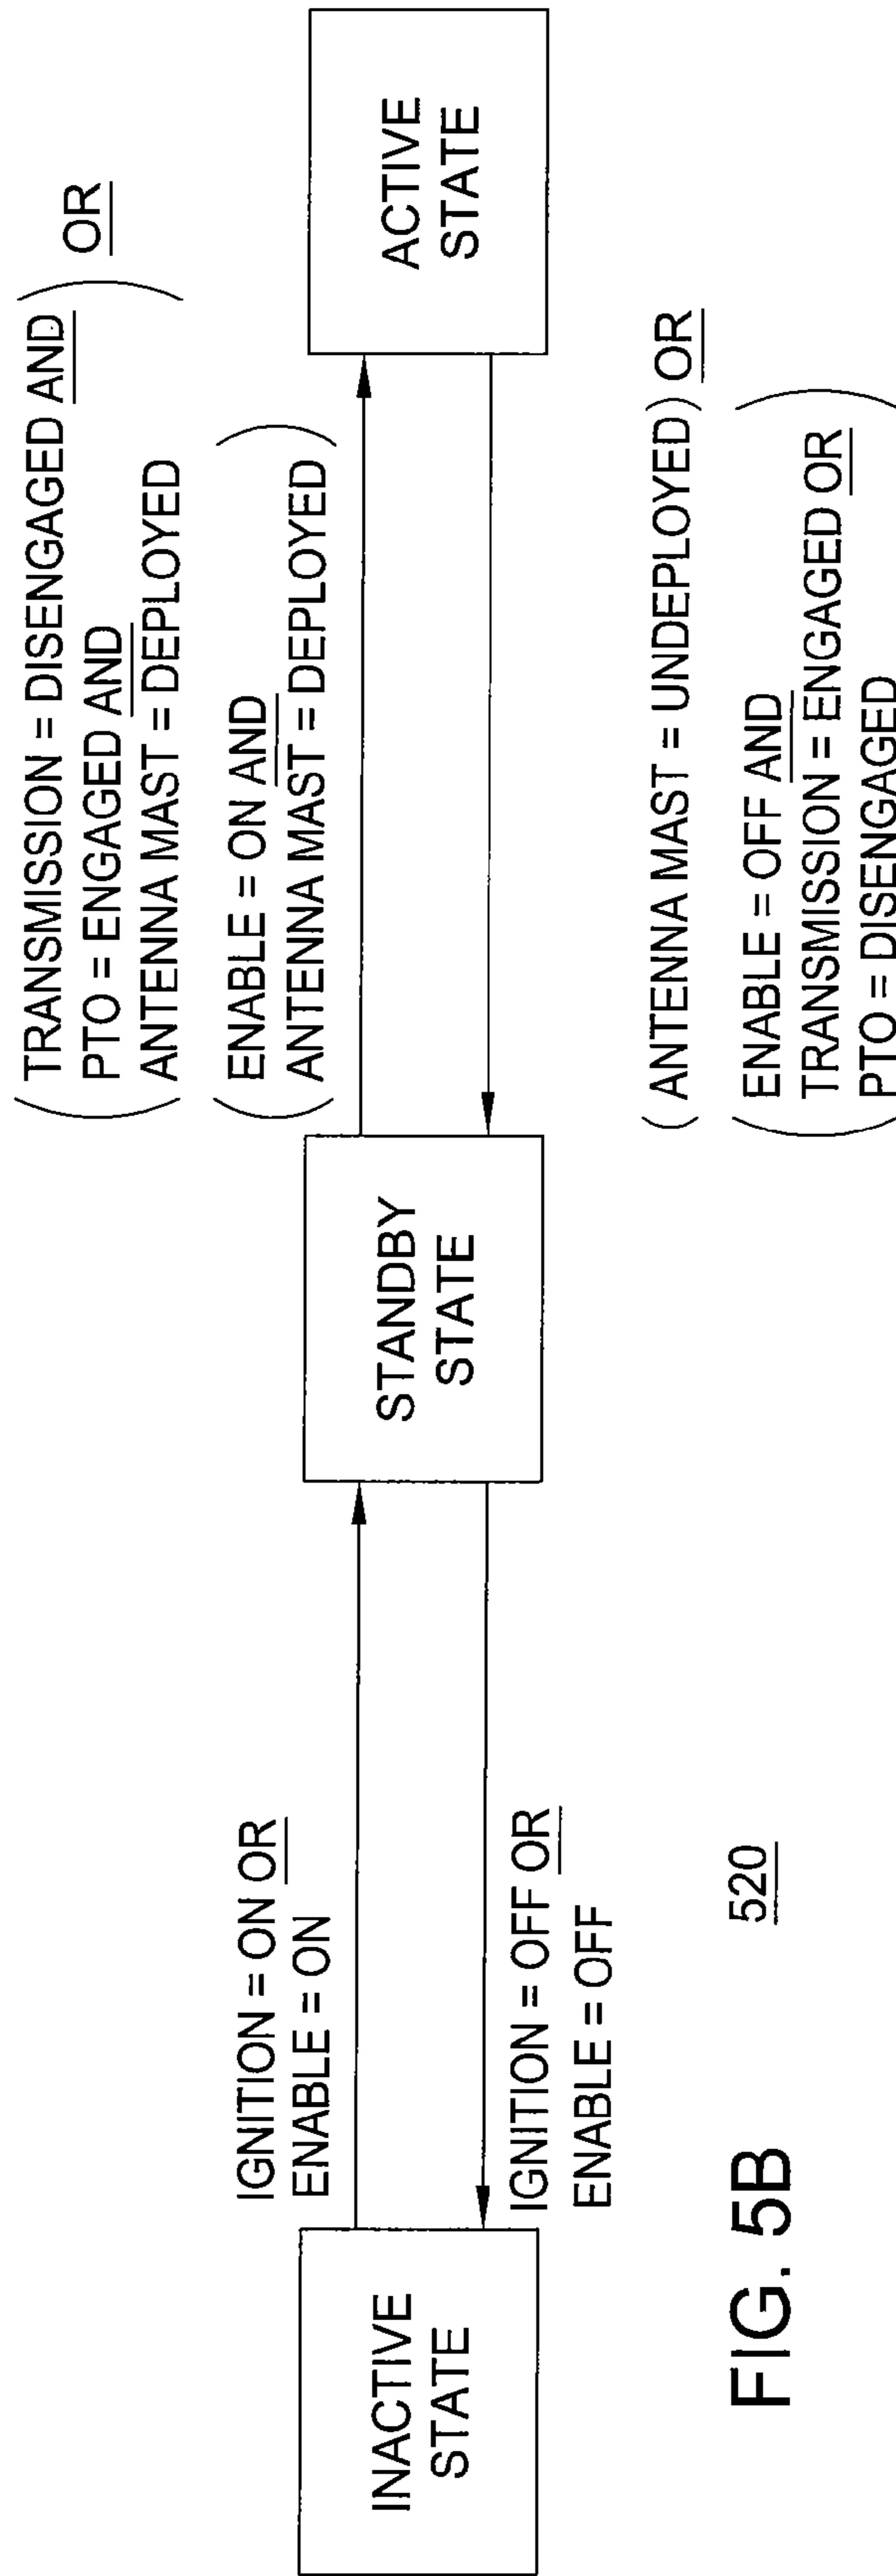 TRANSMISSION = DISENGAGED AND
PTO = ENGAGED AND
ANTENNA MAST = DEPLOYED
OR
ENABLE = ON AND
ANTENNA MAST = DEPLOYED
IGNITION = ON OR
ENABLE = ON
INACTIVE
STATE
STANDBY
STATE
ACTIVE
STATE
IGNITION = OFF OR
ENABLE = OFF
(ANTENNA MAST = UNDEPLOYED) OR
ENABLE = OFF AND
TRANSMISSION = ENGAGED OR
PTO = DISENGAGED
FIG. 5B
520